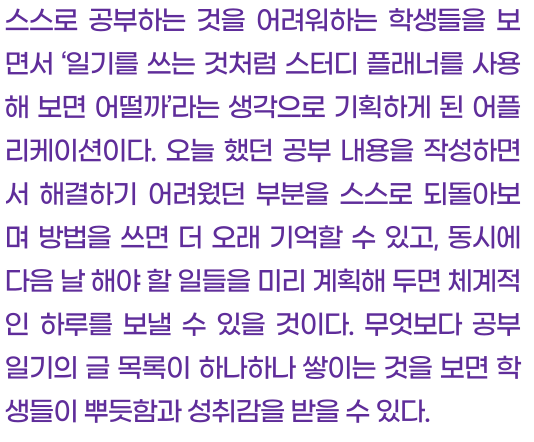 스스로 공부하는 것을 어려워하는 학생들을 보
면서 ‘일기를 쓰는 것처럼 스터디 플래너를 사용
해 보면 어떨까’라는 생각으로 기획하게 된 어플
리케이션이다. 오늘 했던 공부 내용을 작성하면
서 해결하기 어려웠던 부분을 스스로 되돌아보
며 방법을 쓰면 더 오래 기억할 수 있고, 동시에
다음 날 해야 할 일들을 미리 계획해 두면 체계적
인 하루를 보낼 수 있을 것이다. 무엇보다 공부
일기의 글 목록이 하나하나 쌓이는 것을 보면 학
생들이 뿌듯함과 성취감을 받을 수 있다.